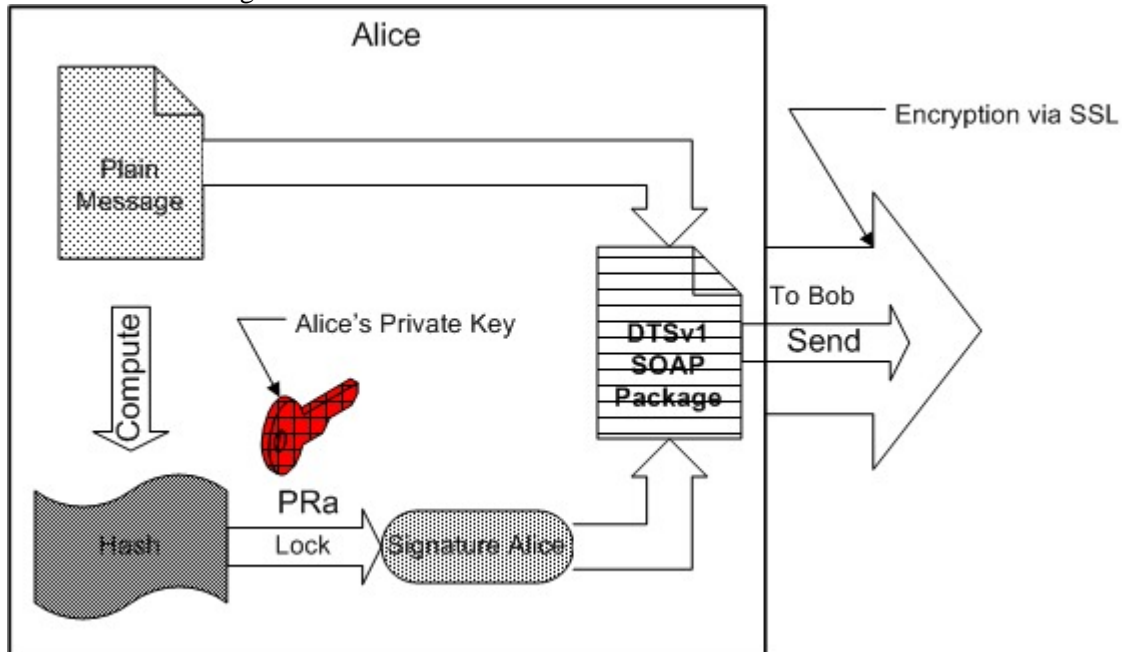 Alice
Encryption via SSL
Plain
Message
To Bob
Send
DTSv1
SOAP
Package
Alice's Private Key
Compute
PRa
Hash
Lock
Signature Alice